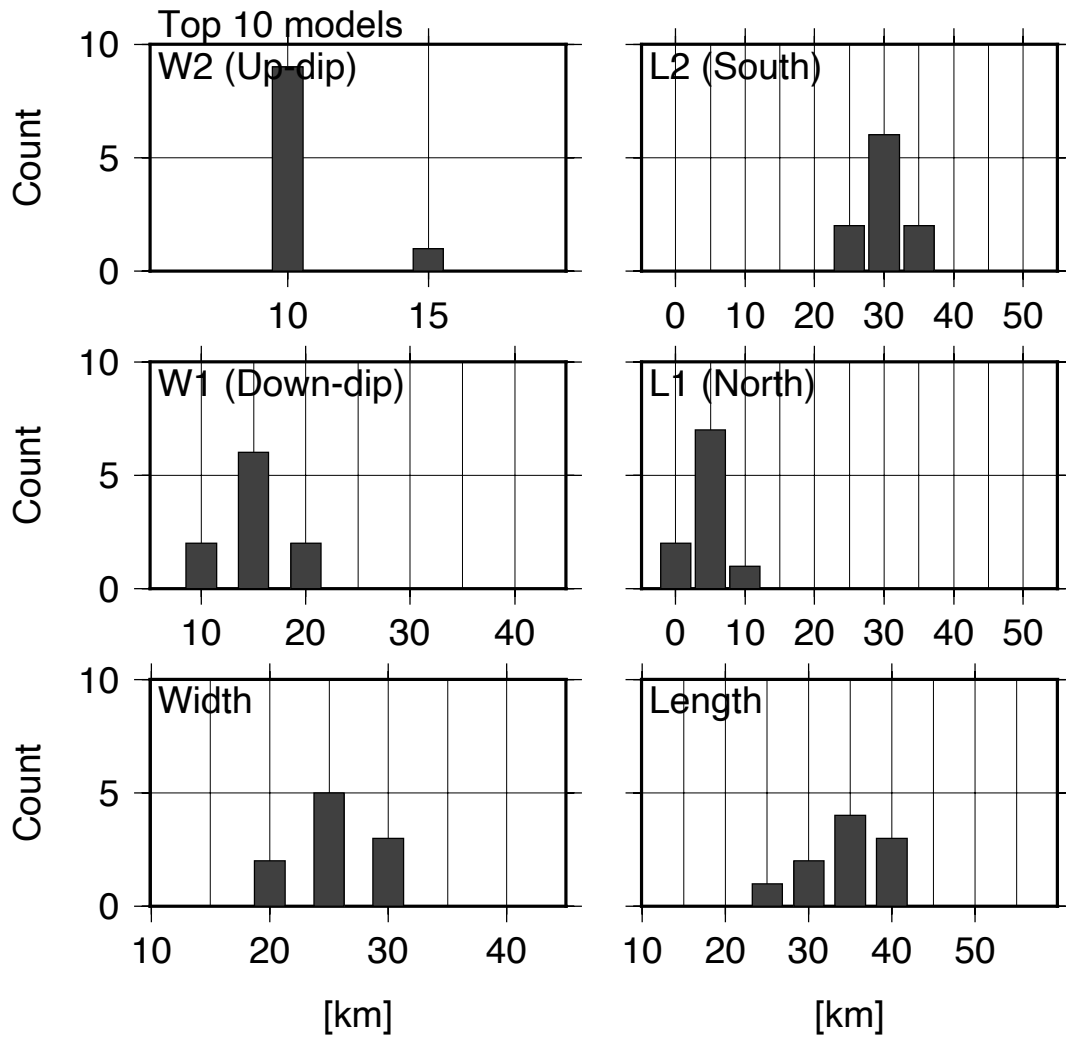 Top 10 models
W2 (Up-dip)
L2 (South)
Count
10
5
0
10 15
0 10 20 30 40 50
W1 (Down-dip)
L1 (North)
Count
10
5
0
10 20 30 40
0 10 20 30 40 50
Width
Length
Count
10
5
0
10 20 30 40
10 20 30 40 50
[km]
[km]